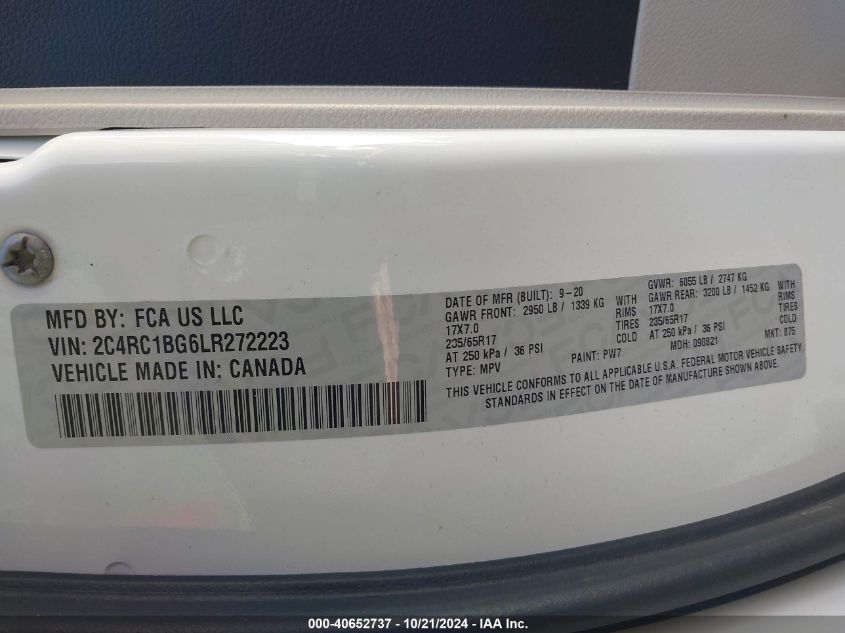 MFD BY: FCA US LLC
VIN: 2C4RC1BG6LR272223
VEHICLE MADE IN: CANADA
DATE OF MFR (BUILT): 9-20
GVWR: 6055 LB / 2747 KG
GAWR FRONT: 2950 LB / 1339 KG WITH
GAWR REAR: 3200 LB / 1452 KG WITH
17X7.0 RIMS
17X7.0 RIMS
235/65R17 TIRES
235/65R17 TIRES
AT 250 kPa / 36 PSI COLD
AT 250 kPa / 36 PSI COLD
TYPE: MPV PAINT: PW7 MDH: 090821 MKT: 875
THIS VEHICLE CONFORMS TO ALL APPLICABLE U.S.A. FEDERAL MOTOR VEHICLE SAFETY
STANDARDS IN EFFECT ON THE DATE OF MANUFACTURE SHOWN ABOVE.
000-40652737 - 10/21/2024 - IAA Inc.